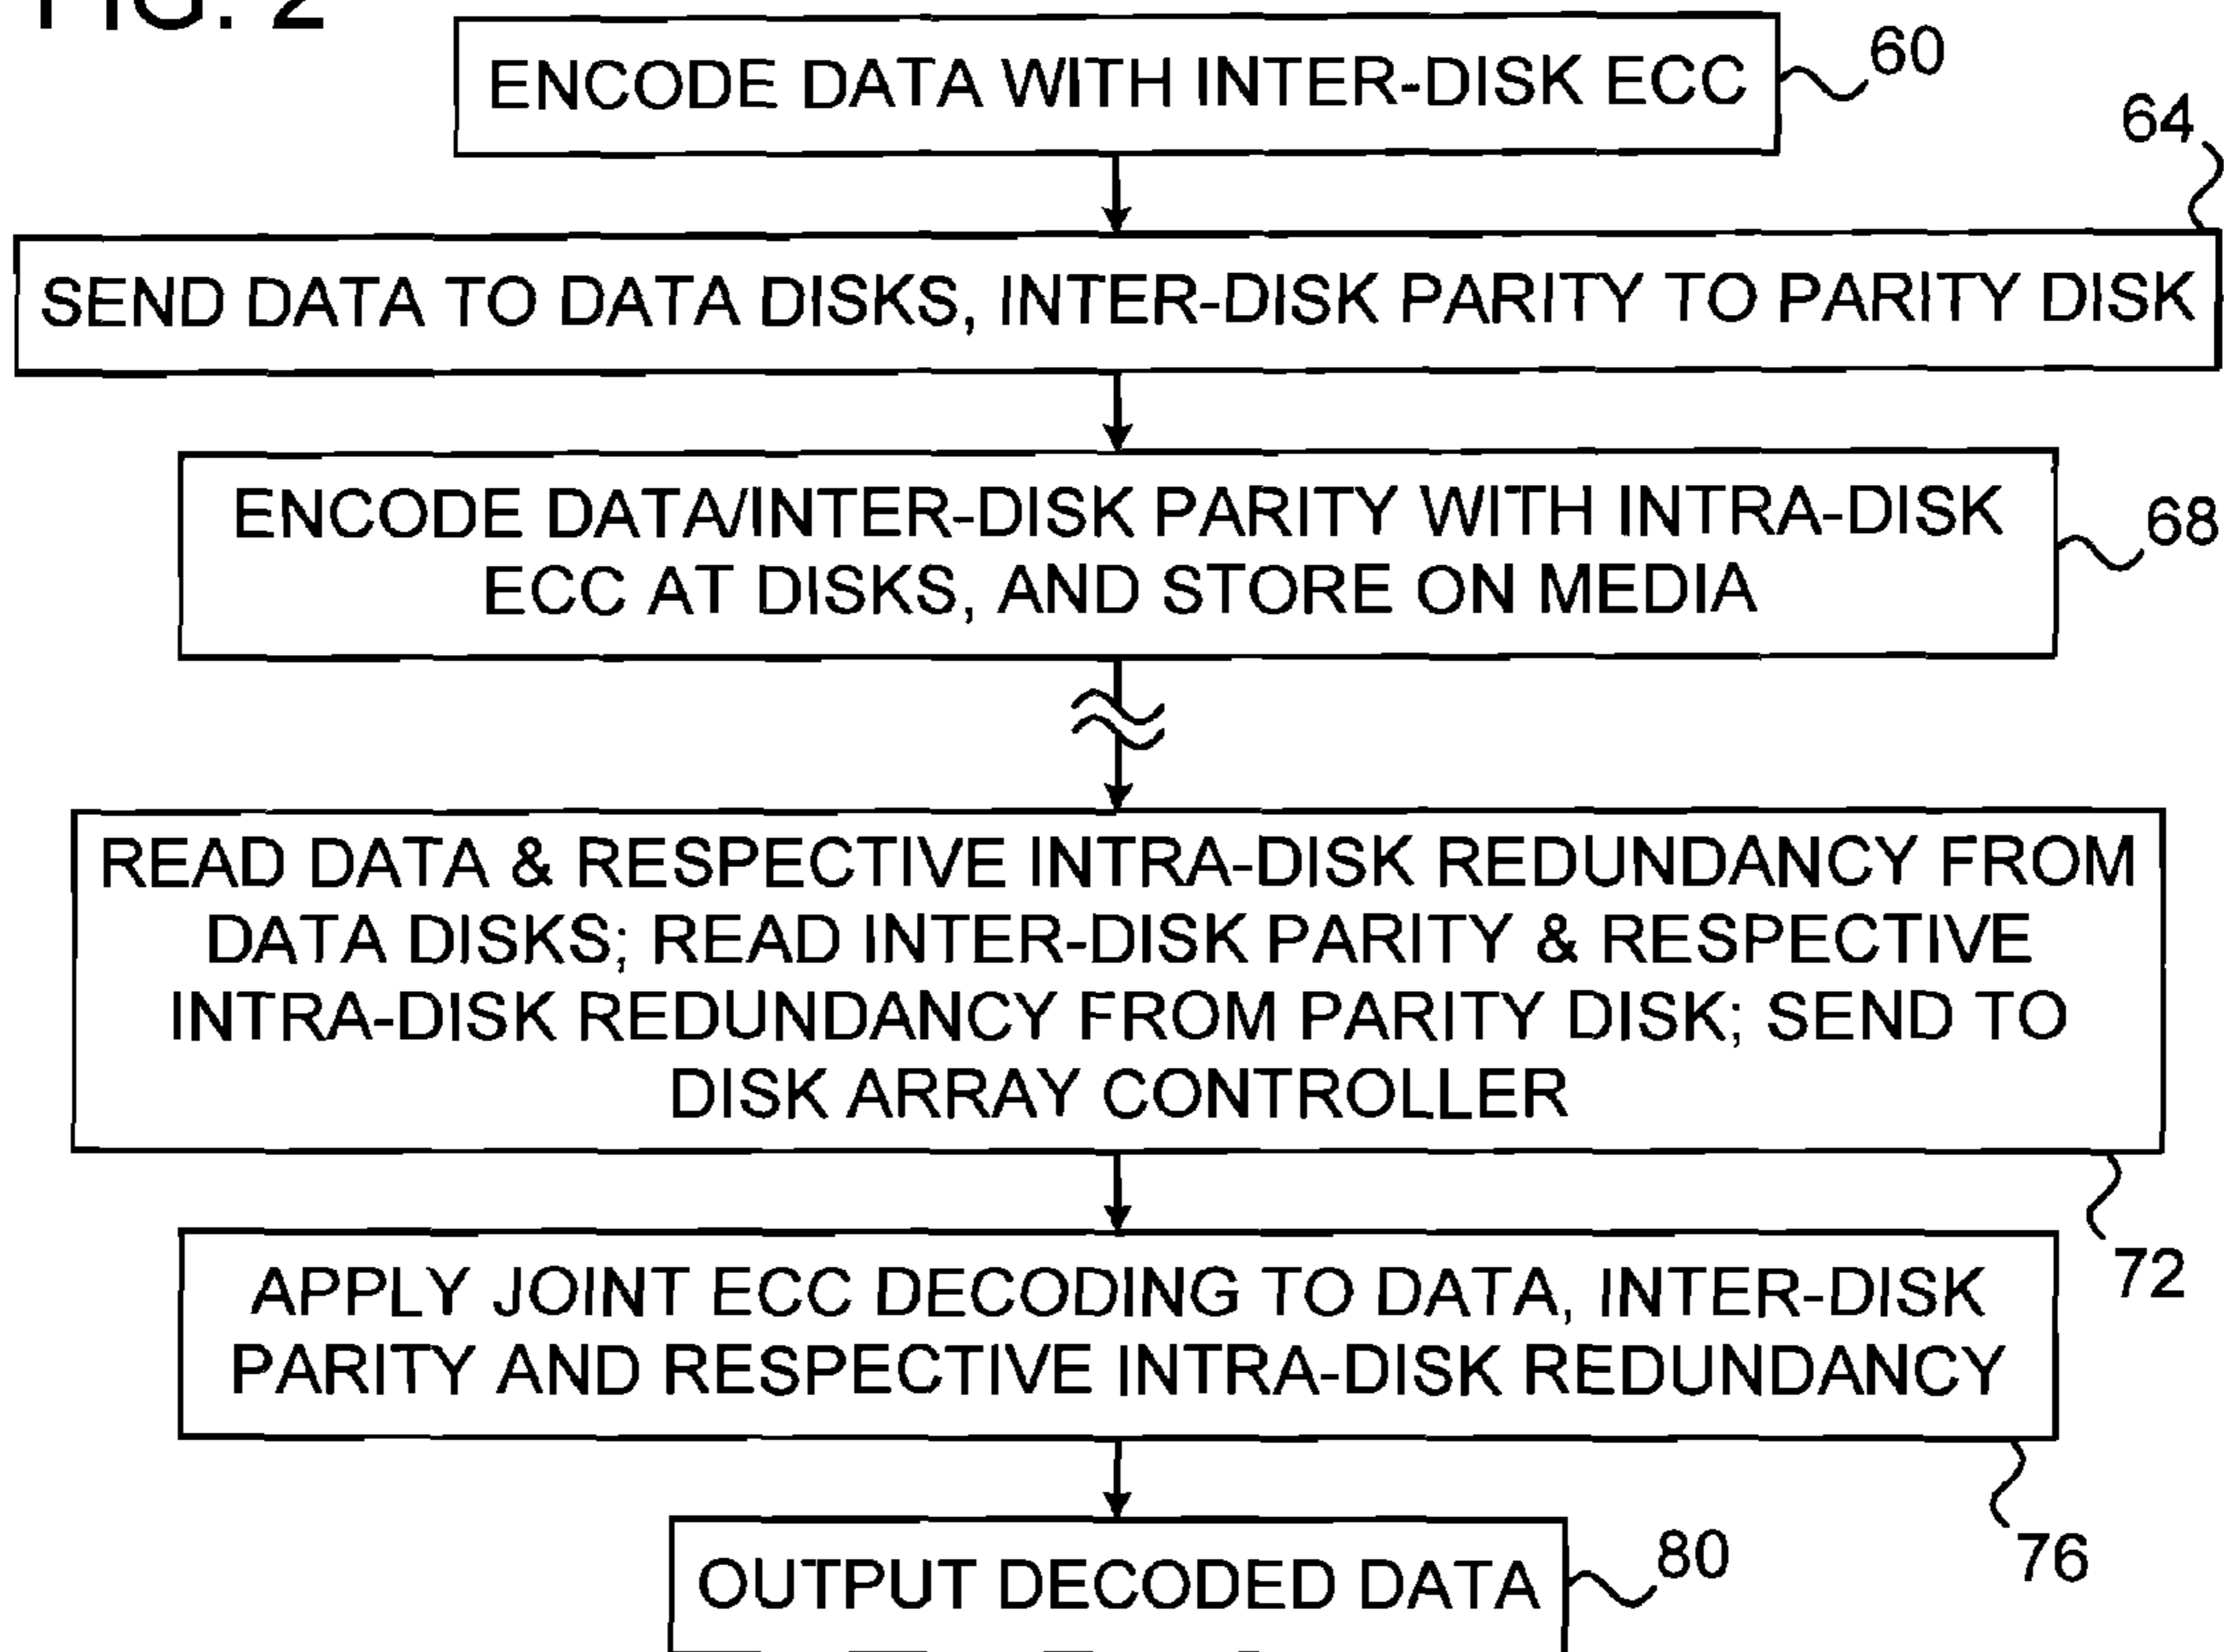 FIG. 2
ENCODE DATA WITH INTER-DISK ECC
60
64
SEND DATA TO DATA DISKS, INTER-DISK PARITY TO PARITY DISK
ENCODE DATA/INTER-DISK PARITY WITH INTRA-DISK
ECC AT DISKS, AND STORE ON MEDIA
68
READ DATA & RESPECTIVE INTRA-DISK REDUNDANCY FROM
DATA DISKS; READ INTER-DISK PARITY & RESPECTIVE
INTRA-DISK REDUNDANCY FROM PARITY DISK; SEND TO
DISK ARRAY CONTROLLER
72
APPLY JOINT ECC DECODING TO DATA, INTER-DISK
PARITY AND RESPECTIVE INTRA-DISK REDUNDANCY
76
OUTPUT DECODED DATA
80